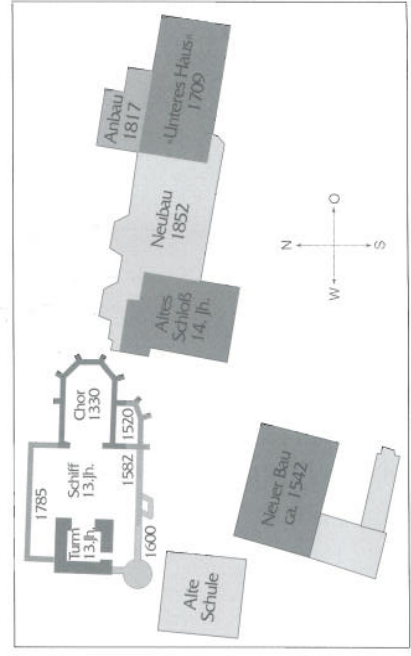 Anbau
1817
«Unteres Haus»
1709
Neubau
1852
Altes
Schloß
14. Jh.
N
O
S
W
Chor
1330
1520
1785
Schiff
13.Jh.
1582
Turm
13.Jh.
1600
Neuer Bau
ca. 1542
Alte
Schule